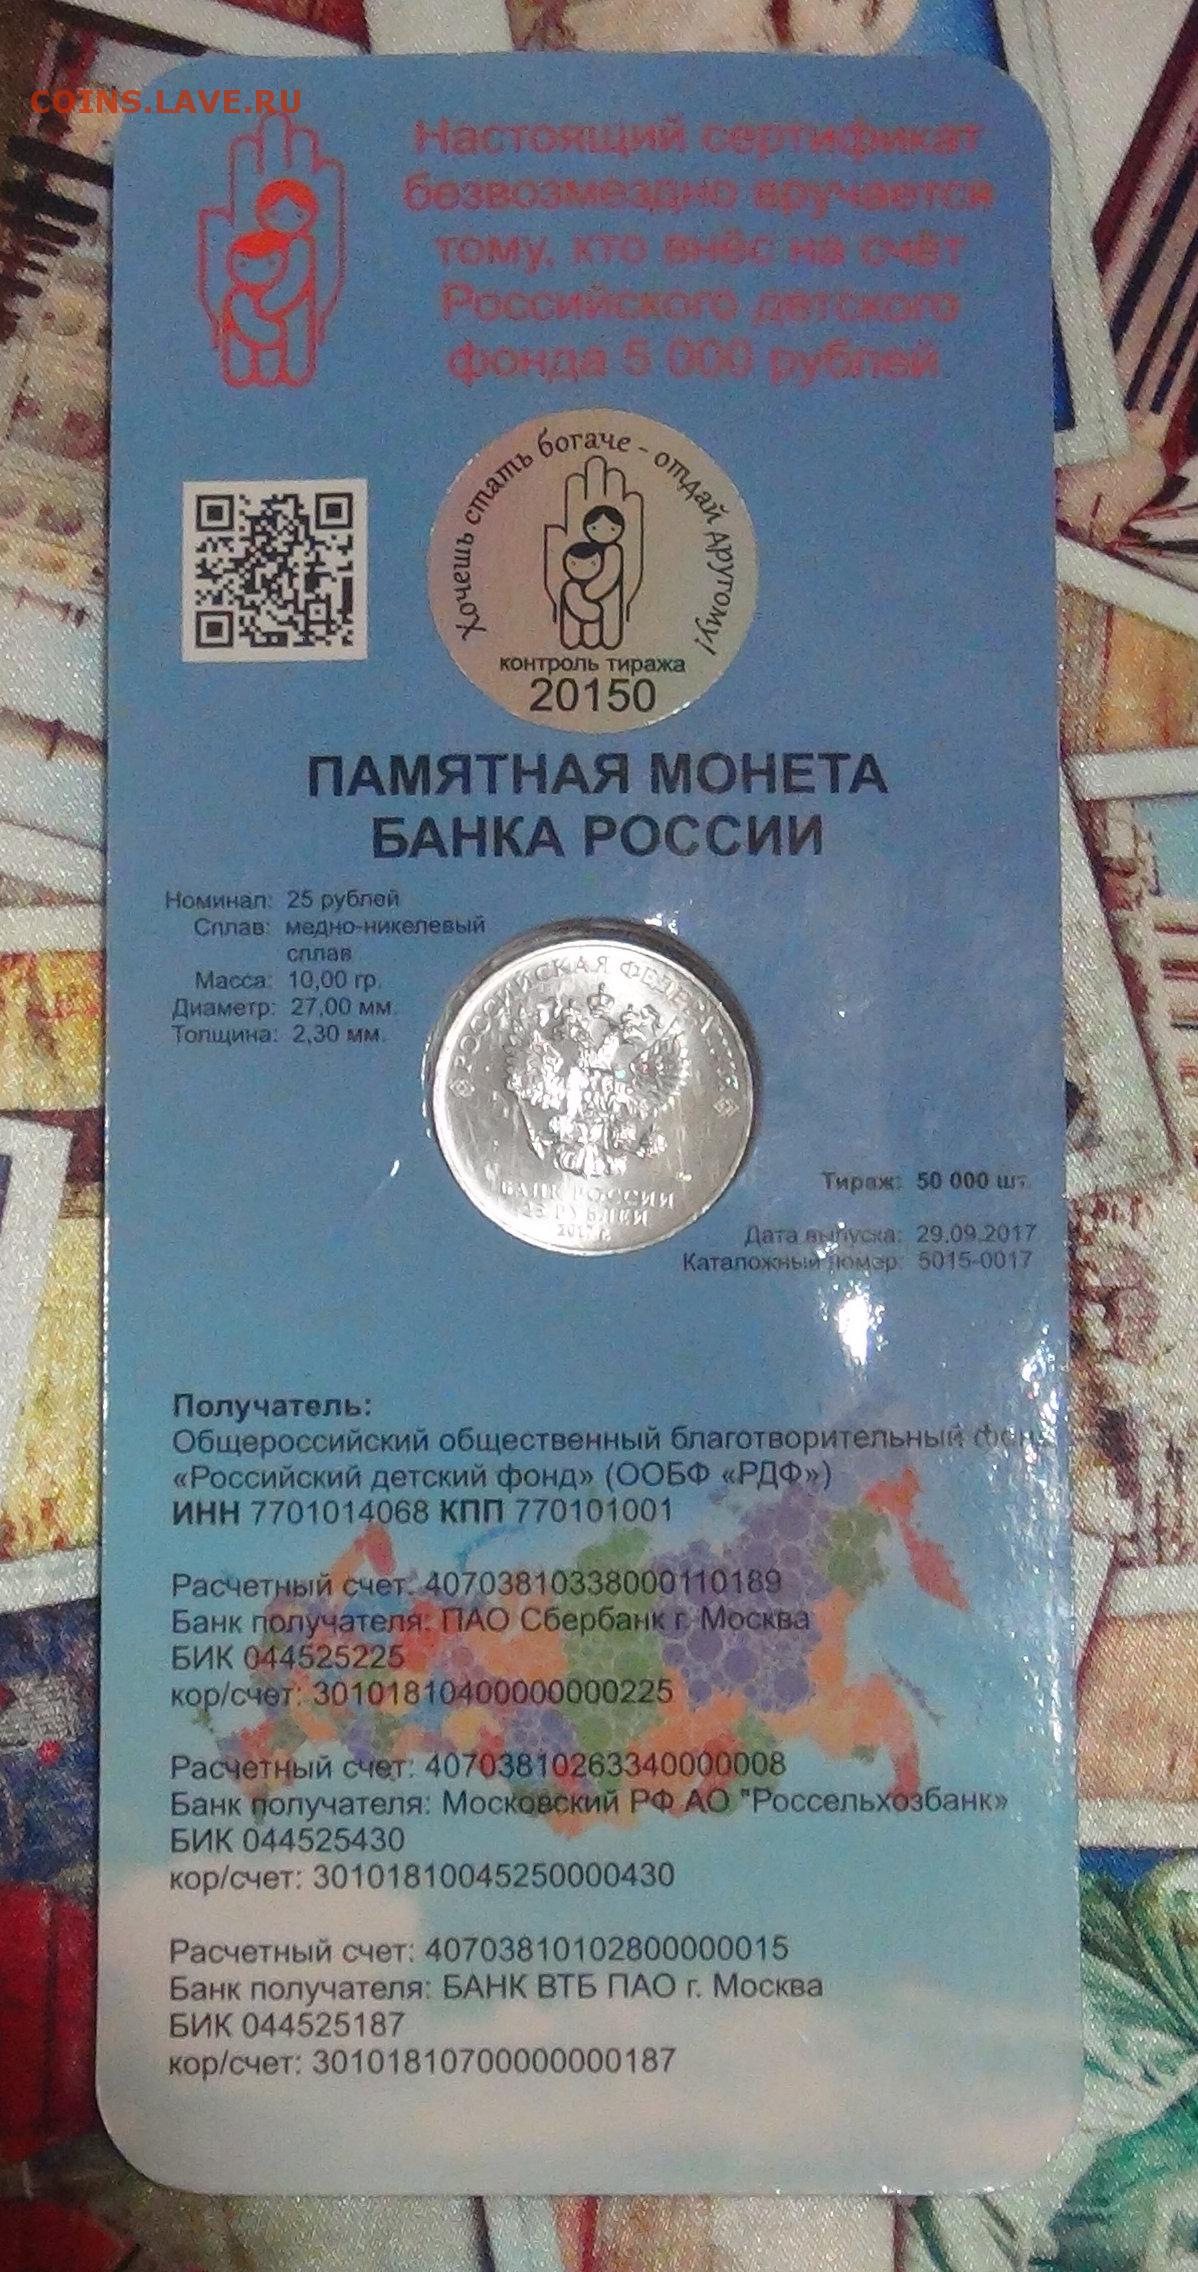 COINS.LAVE.RU
Настоящий сертификат
безвозмездно вручается
тому, кто внёс на счёт
Российского детского
фонда 5 000 рублей
Хочешь стать богаче - отдай другому!
контроль тиража
20150
ПАМЯТНАЯ МОНЕТА
БАНКА РОССИИ
Номинал: 25 рублей
Сплав: медно-никелевый
сплав
Масса: 10,00 гр.
Диаметр: 27,00 мм.
Толщина: 2,30 мм.
РОССИЙСКАЯ
БАНК РОССИИ
25 РУБЛЕЙ
2017 г.
Тираж: 50 000 шт.
Дата выпуска: 29.09.2017
Каталожный номер: 5015-0017
Получатель:
Общероссийский общественный благотворительный
«Российский детский фонд» (ООБФ «РДФ»)
ИНН 7701014068 КПП 770101001
Расчетный счет: 40703810338000110189
Банк получателя: ПАО Сбербанк г. Москва
БИК 044525225
кор/счет: 30101810400000000225
Расчетный счет: 40703810263340000008
Банк получателя: Московский РФ АО "Россельхозбанк»
БИК 044525430
кор/счет: 30101810045250000430
Расчетный счет: 40703810102800000015
Банк получателя: БАНК ВТБ ПАО г. Москва
БИК 044525187
кор/счет: 30101810700000000187